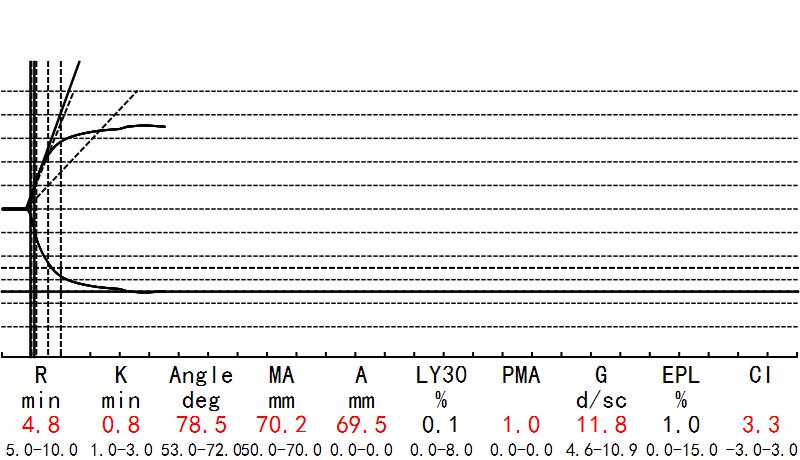 R K Angle MA A LY30 PMA G EPL CI
min min deg mm mm % d/sc %
4.8 0.8 78.5 70.2 69.5 0.1 1.0 11.8 1.0 3.3
5.0-10.0 1.0-3.0 53.0-72.0 50.0-70.0 0.0-0.0 0.0-8.0 0.0-0.0 4.6-10.9 0.0-15.0 -3.0-3.0